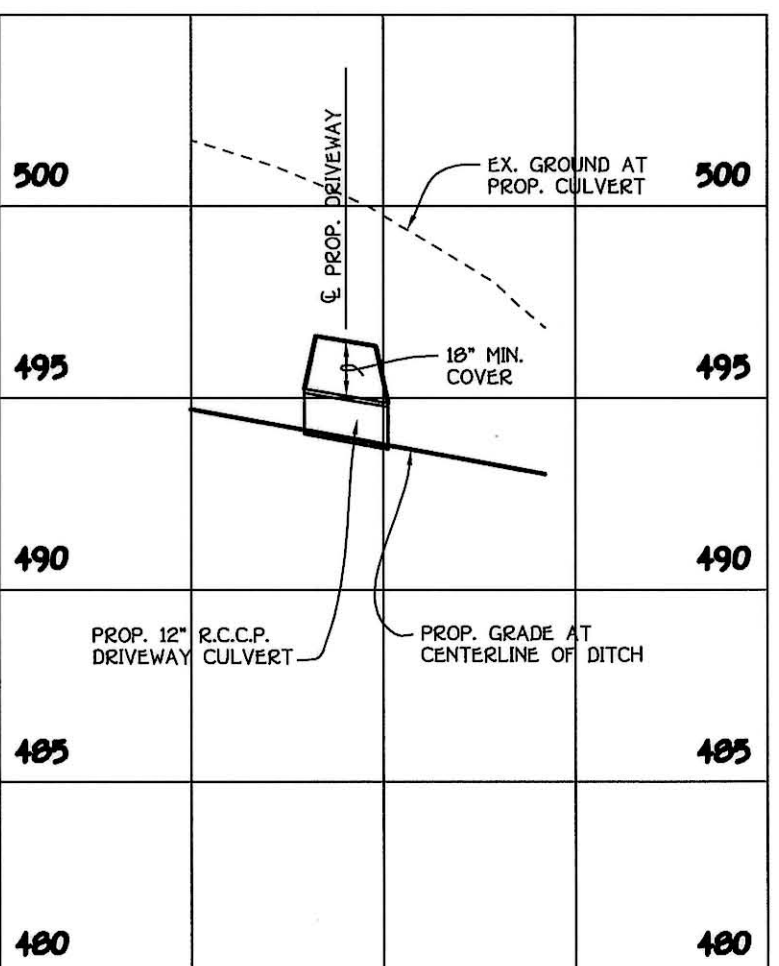 500
℄ PROP. DRIVEWAY
EX. GROUND AT
PROP. CULVERT
500
495
18" MIN.
COVER
495
490
490
PROP. 12" R.C.C.P.
DRIVEWAY CULVERT
PROP. GRADE AT
CENTERLINE OF DITCH
485
485
480
480